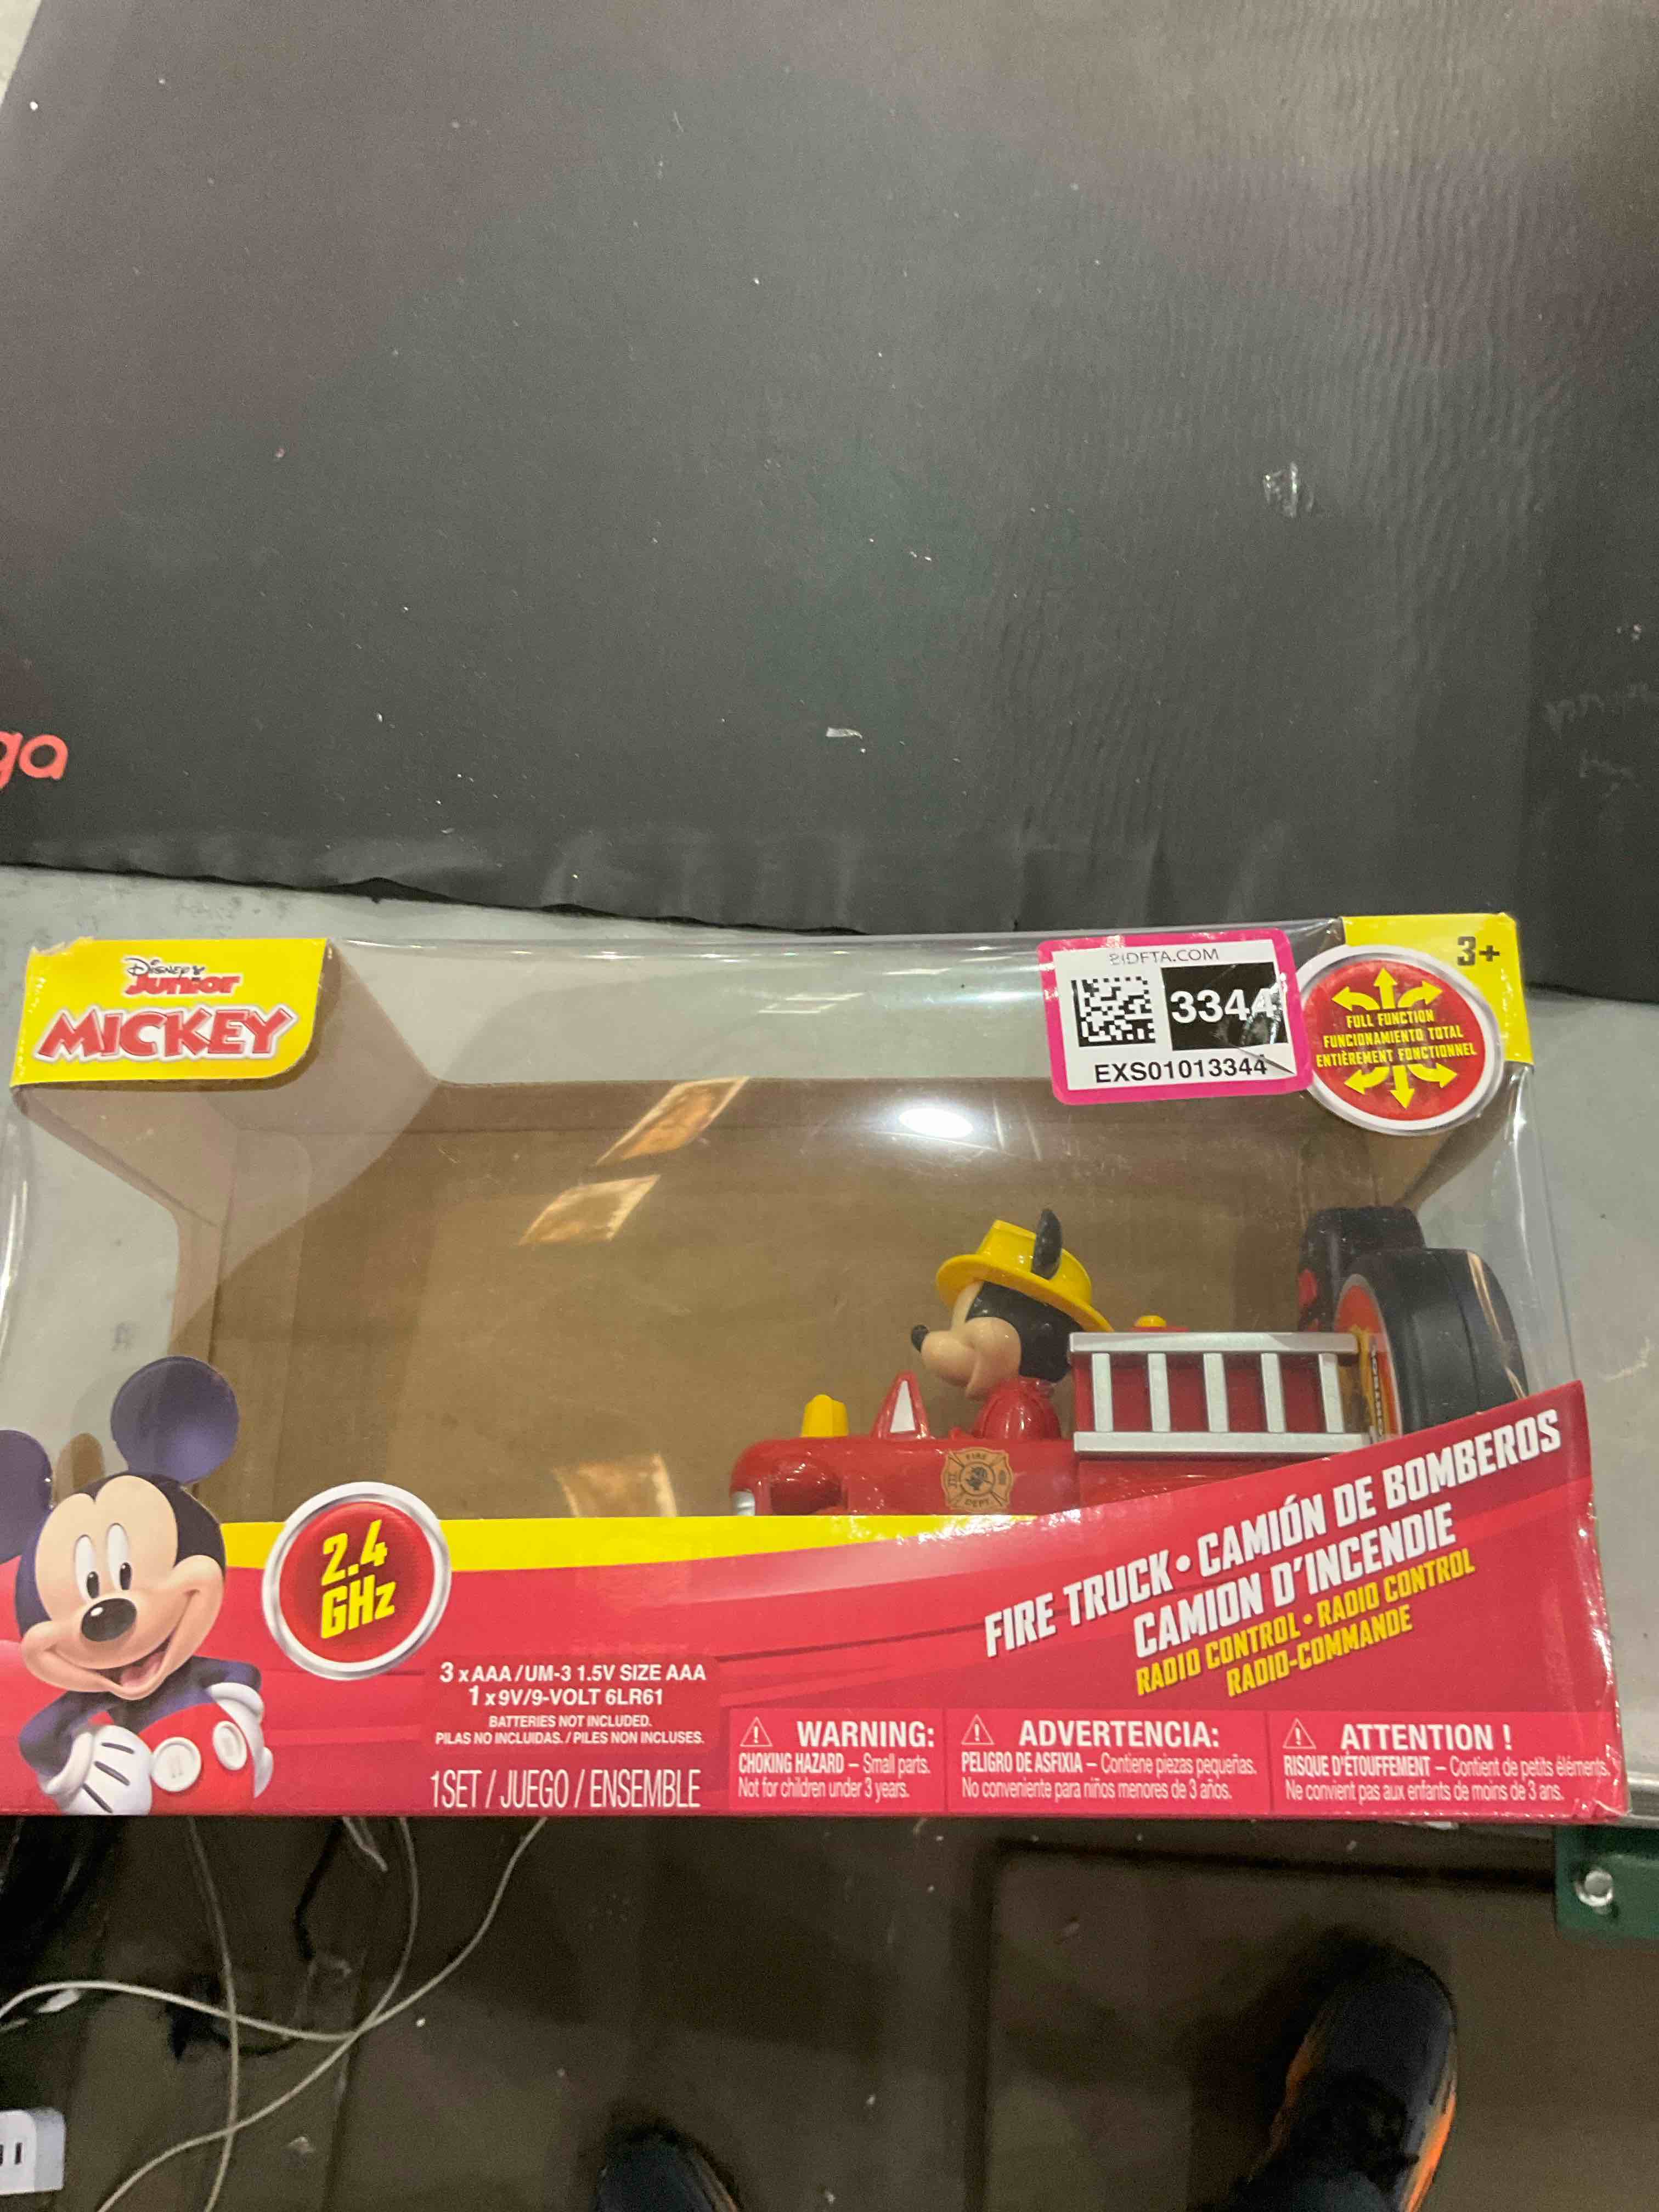 ga
Disney
Junior
MICKEY
BIDFTA.COM
3344
EXS01013344
3+
FULL FUNCTION
FUNCIONAMIENTO TOTAL
ENTIÈREMENT FONCTIONNEL
FIRE
DEPT
2.4
GHz
FIRE TRUCK • CAMIÓN DE BOMBEROS
CAMION D'INCENDIE
RADIO CONTROL • RADIO CONTROL
RADIO-COMMANDE
3 x AAA / UM-3 1.5V SIZE AAA
1 x 9V/9-VOLT 6LR61
BATTERIES NOT INCLUDED.
PILAS NO INCLUIDAS. / PILES NON INCLUSES.
1SET / JUEGO / ENSEMBLE
WARNING:
CHOKING HAZARD – Small parts.
Not for children under 3 years.
ADVERTENCIA:
PELIGRO DE ASFIXIA – Contiene piezas pequeñas.
No conveniente para niños menores de 3 años.
ATTENTION !
RISQUE D'ÉTOUFFEMENT – Contient de petits éléments.
Ne convient pas aux enfants de moins de 3 ans.